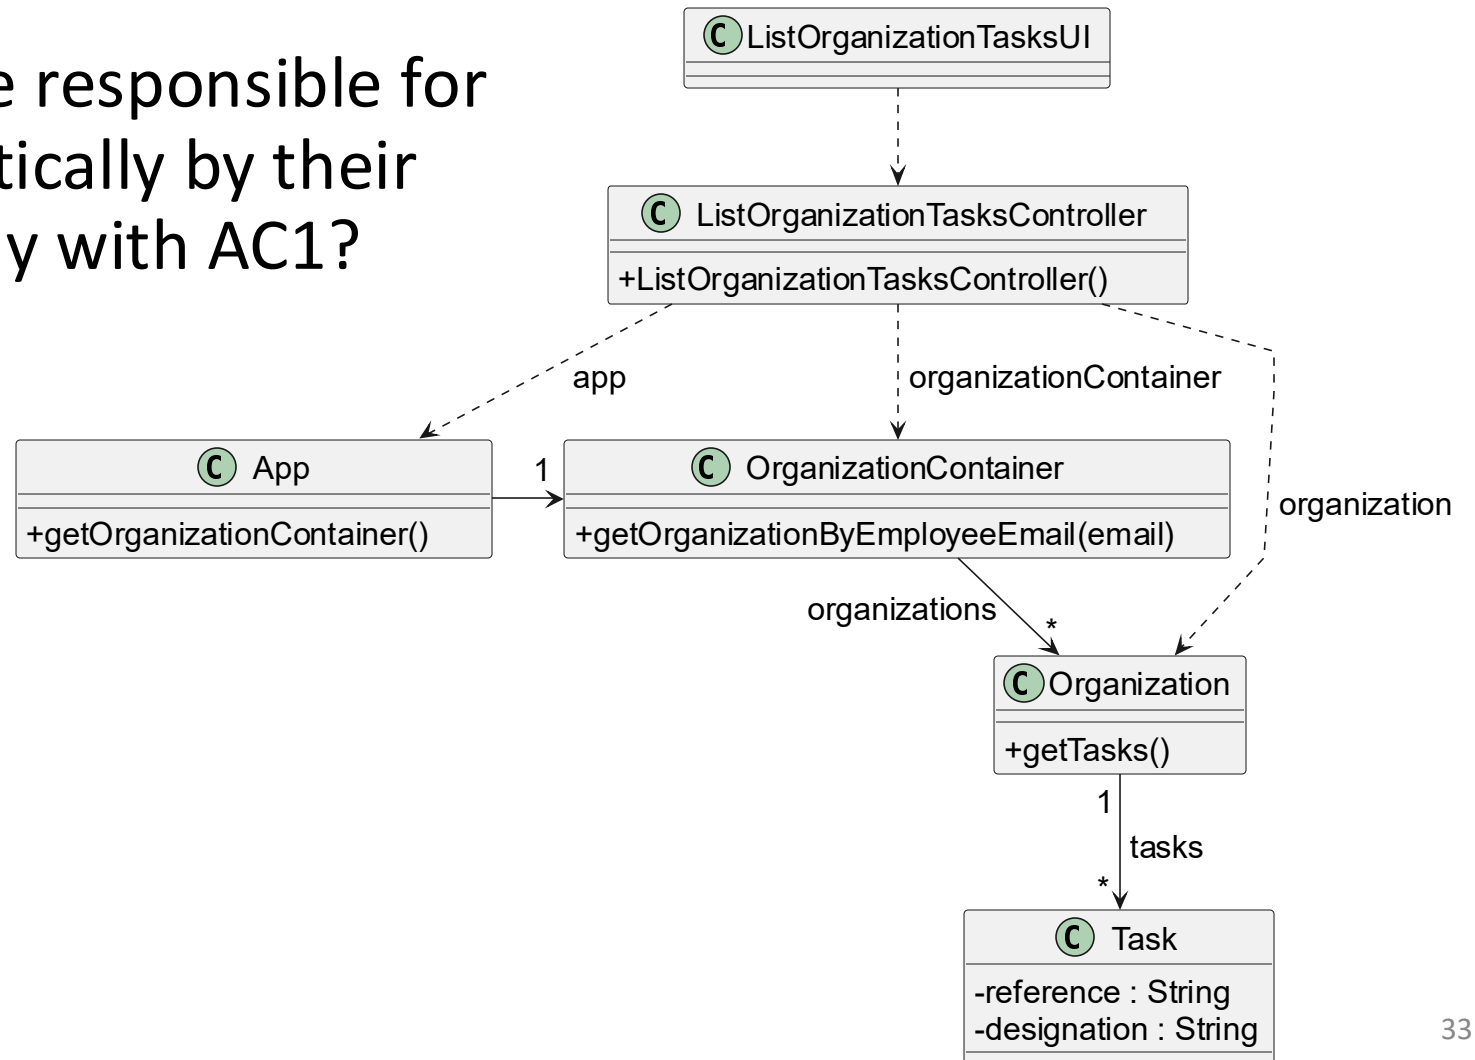 e responsible for
tically by their
y with AC1?
C ListOrganizationTasksUI
C ListOrganizationTasksController
+ListOrganizationTasksController()
app
organizationContainer
organization
C App
+getOrganizationContainer()
1
C OrganizationContainer
+getOrganizationByEmployeeEmail(email)
organizations
*
C Organization
+getTasks()
1
tasks
*
C Task
-reference : String
-designation : String
33